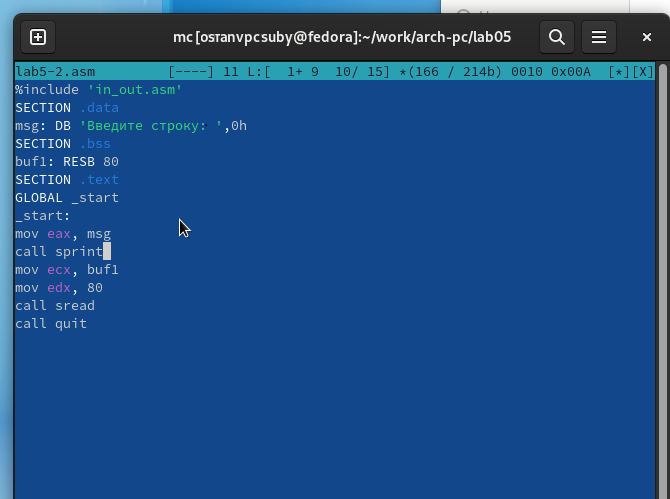 mc [ostanvpcsuby@fedora]:~/work/arch-pc/lab05
lab5-2.asm [----] 11 L:[ 1+ 9 10/ 15] *(166 / 214b) 0010 0x00A [*][X]
%include 'in_out.asm'
SECTION .data
msg: DB 'Введите строку: ',0h
SECTION .bss
buf1: RESB 80
SECTION .text
GLOBAL _start
_start:
mov eax, msg
call sprint
mov ecx, buf1
mov edx, 80
call sread
call quit